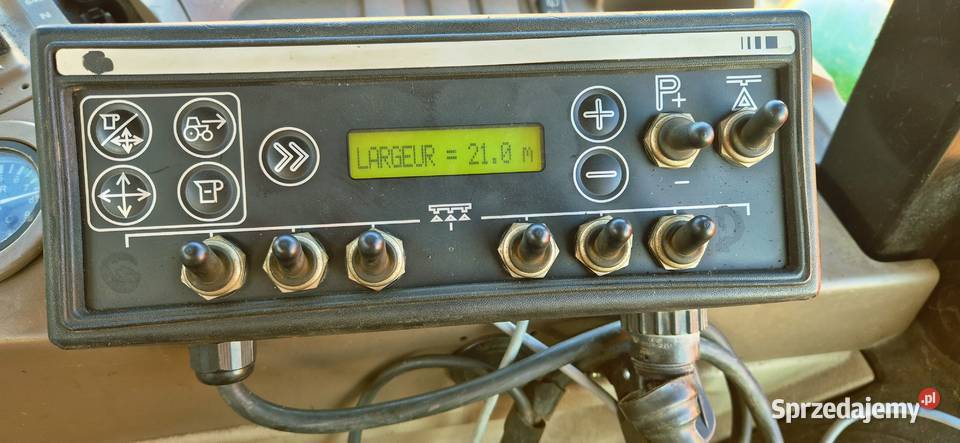 P+
LARGEUR = 21.0 m
Sprzedajemy.pl